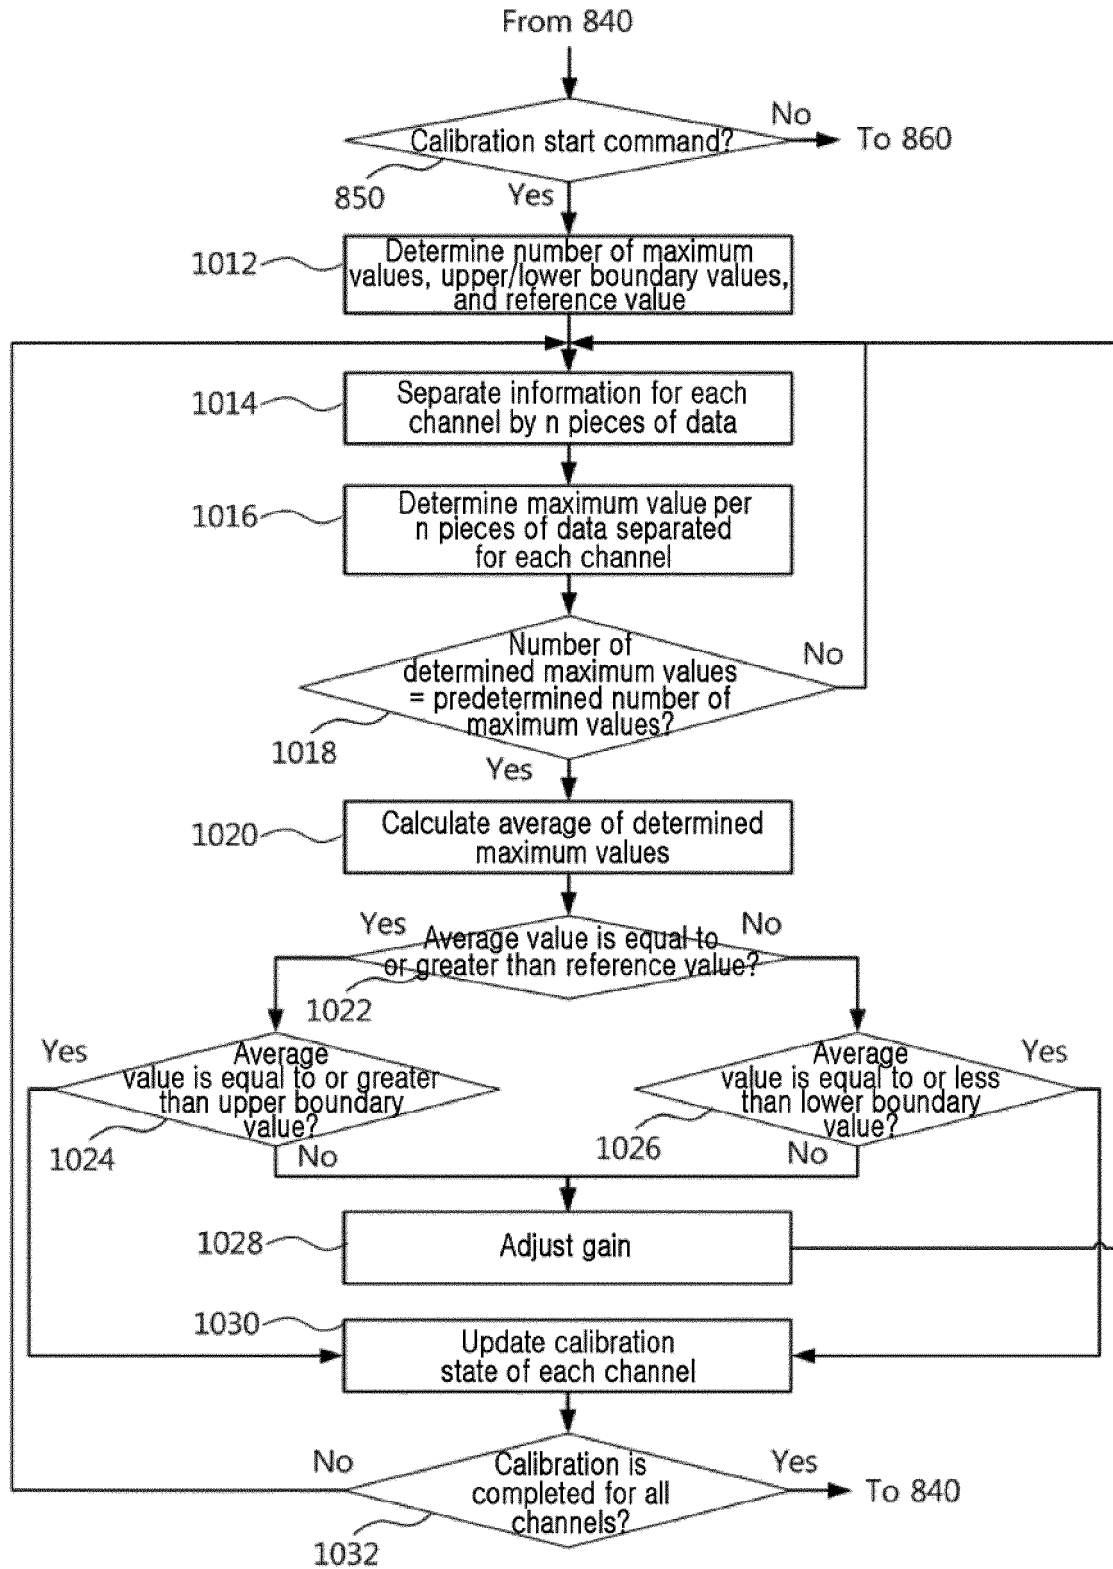 From 840
Calibration start command?
No
To 860
850
Yes
1012
Determine number of maximum
values, upper/lower boundary values,
and reference value
1014
Separate information for each
channel by n pieces of data
1016
Determine maximum value per
n pieces of data separated
for each channel
Number of
determined maximum values
= predetermined number of
maximum values?
No
1018
Yes
1020
Calculate average of determined
maximum values
Yes
No
Average value is equal to
or greater than reference value?
1022
Yes
Average
value is equal to or greater
than upper boundary
value?
1024
No
Average
value is equal to or less
than lower boundary
value?
Yes
1026
No
1028
Adjust gain
1030
Update calibration
state of each channel
No
Calibration is
completed for all
channels?
Yes
To 840
1032